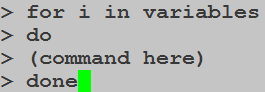 > for i in variables
> do
> (command here)
> done